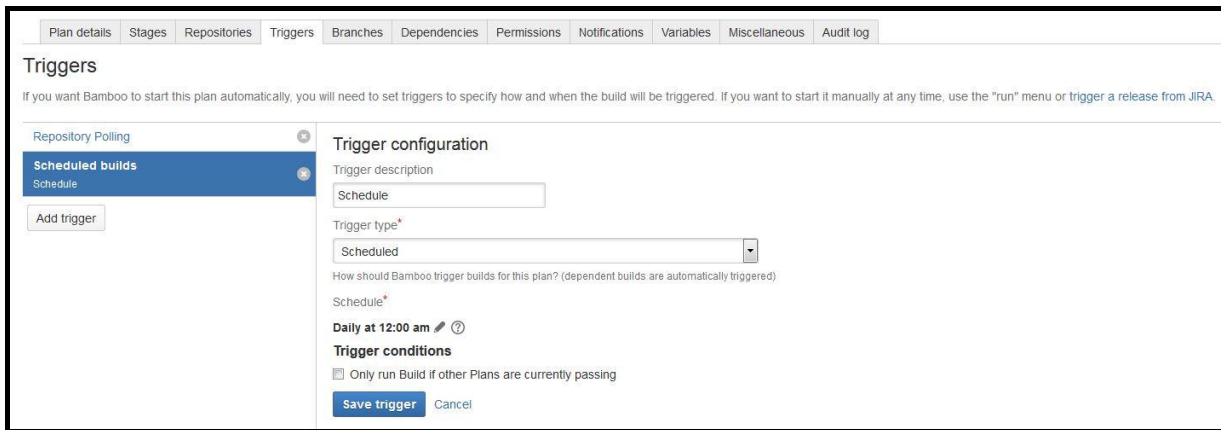 Plan details Stages Repositories Triggers Branches Dependencies Permissions Notifications Variables Miscellaneous Audit log
Triggers
If you want Bamboo to start this plan automatically, you will need to set triggers to specify how and when the build will be triggered. If you want to start it manually at any time, use the "run" menu or trigger a release from JIRA.
Repository Polling
Scheduled builds
Schedule
Add trigger
Trigger configuration
Trigger description
Schedule
Trigger type*
Scheduled
How should Bamboo trigger builds for this plan? (dependent builds are automatically triggered)
Schedule*
Daily at 12:00 am
Trigger conditions
Only run Build if other Plans are currently passing
Save trigger Cancel